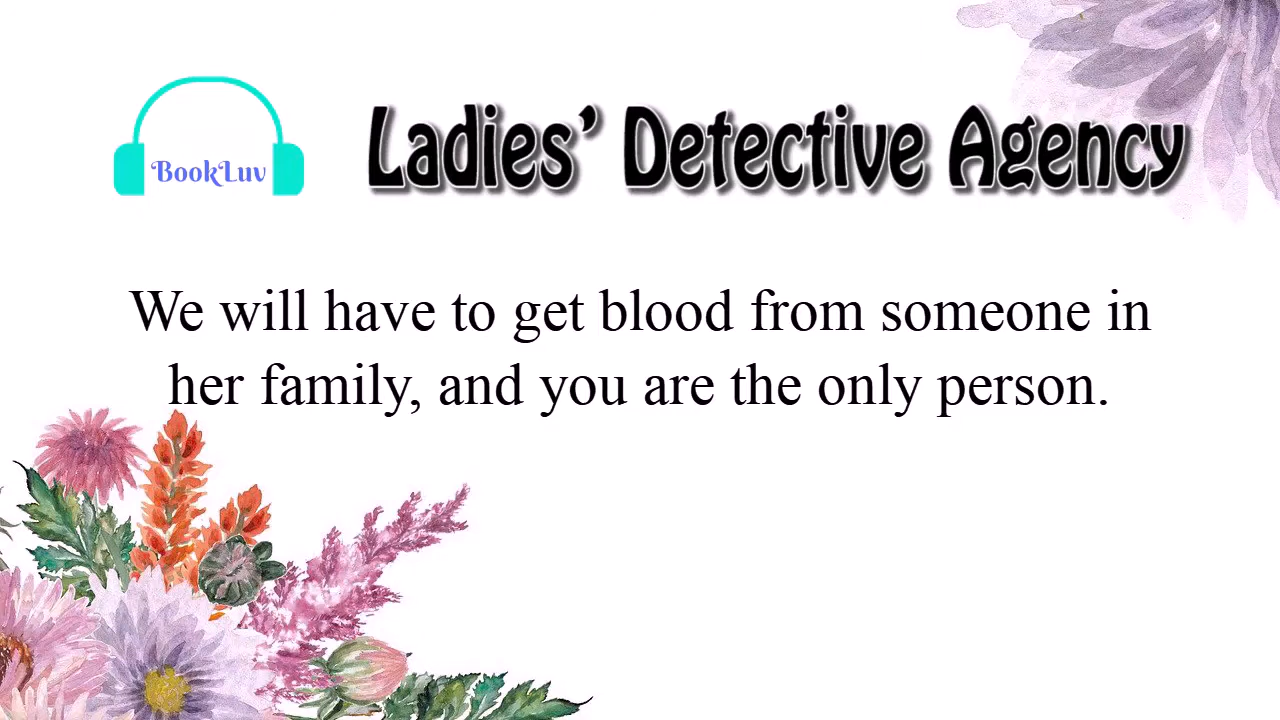 BookLuv
Ladies’ Detective Agency
We will have to get blood from someone in
her family, and you are the only person.